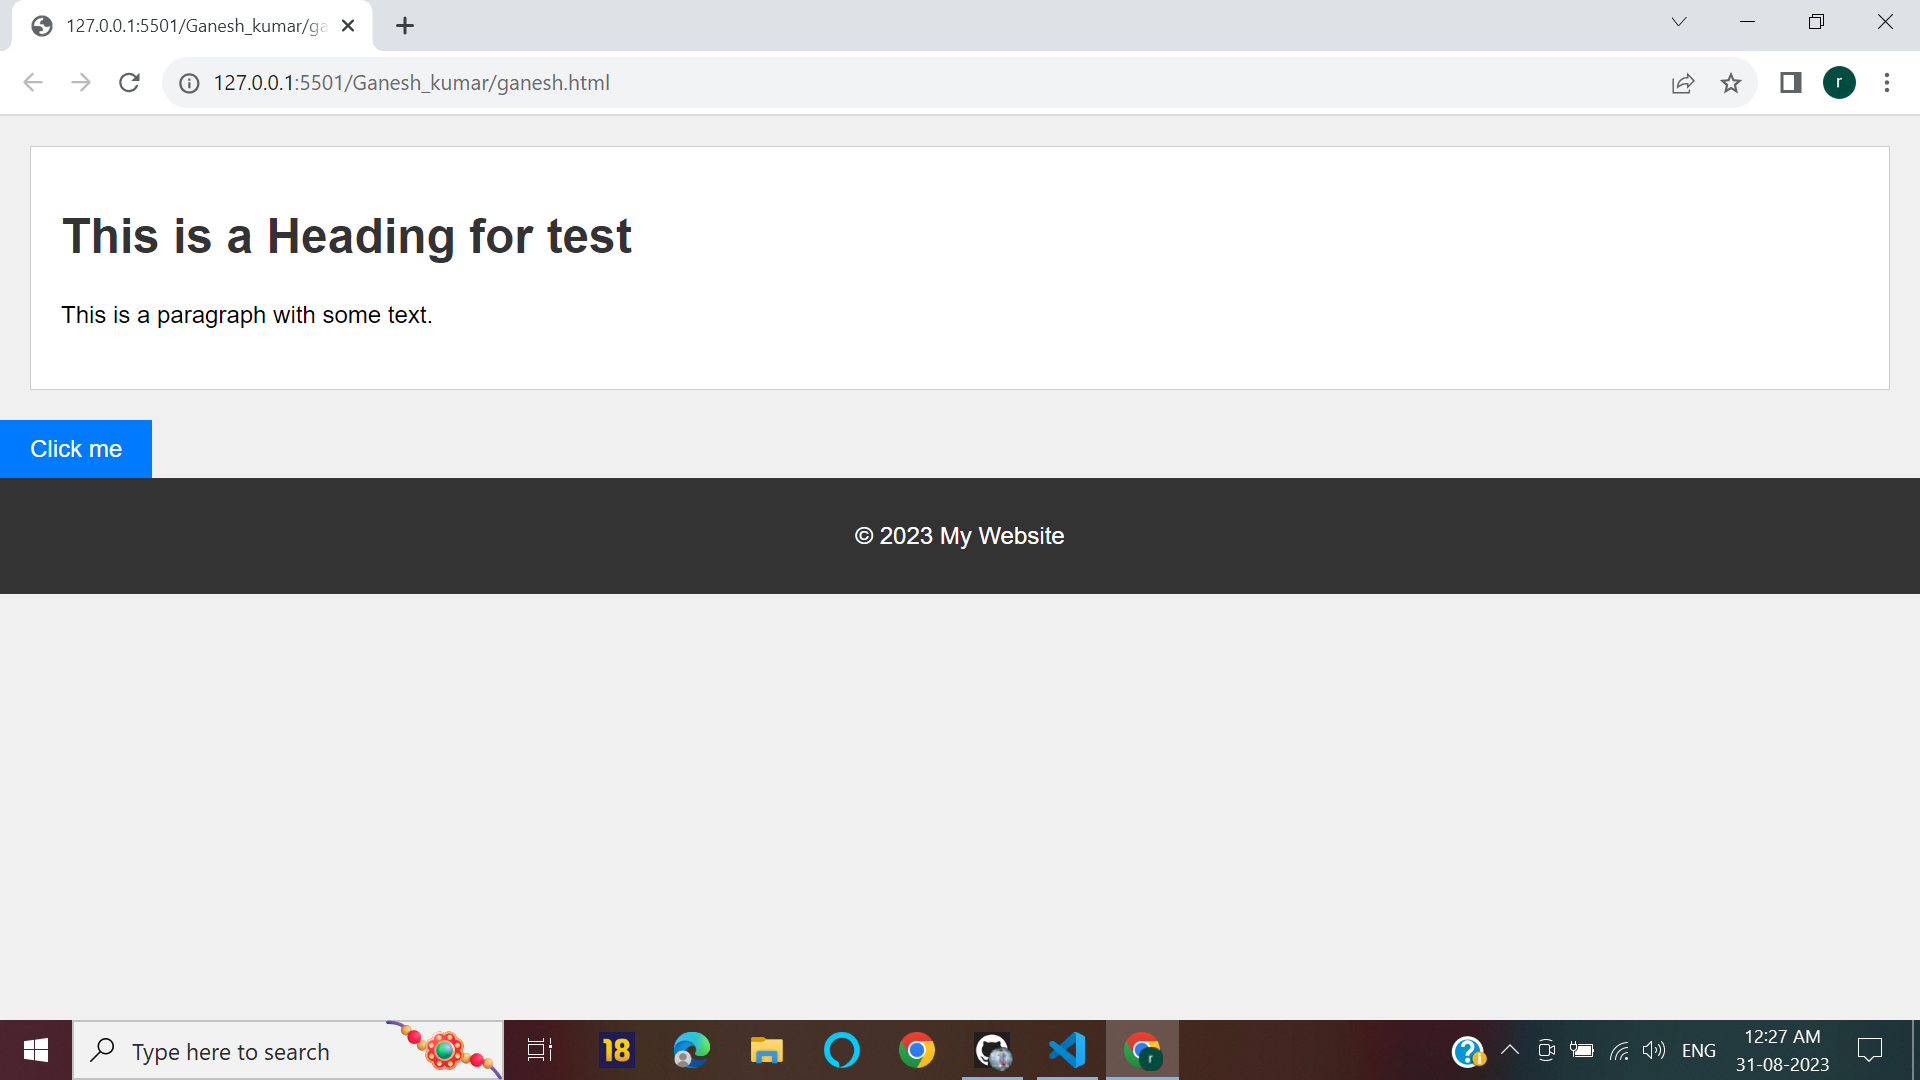 127.0.0.1:5501/Ganesh_kumar/ga
127.0.0.1:5501/Ganesh_kumar/ganesh.html
r
This is a Heading for test
This is a paragraph with some text.
Click me
© 2023 My Website
Type here to search
18
r
ENG
12:27 AM
31-08-2023